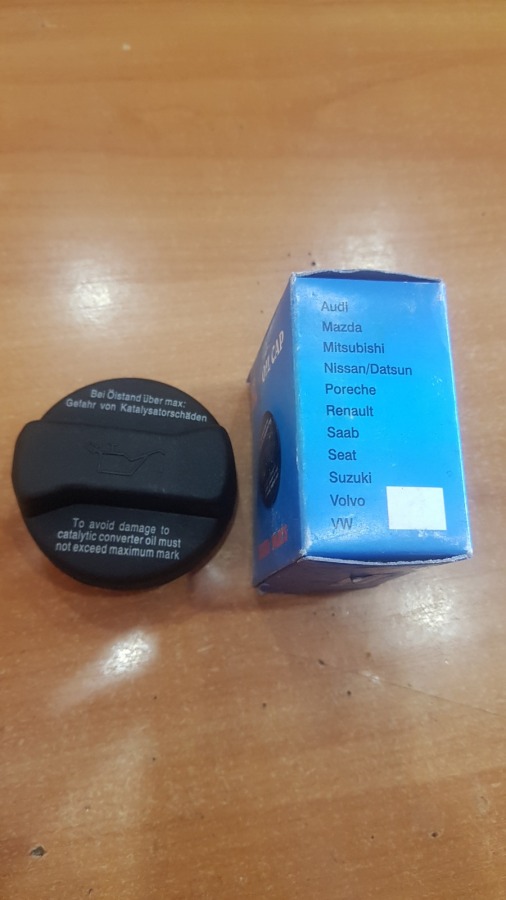 Bei Öistand über max:
Gefahr von Katalysatorschäden
To avoid damage to
catalytic converter oil must
not exceed maximum mark
OIL CAP
Audi
Mazda
Mitsubishi
Nissan/Datsun
Poreche
Renault
Saab
Seat
Suzuki
Volvo
VW